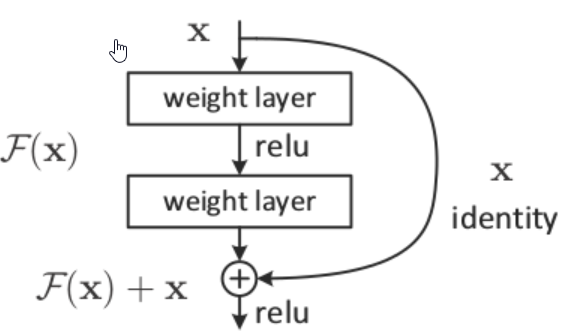 x
weight layer
F(x)
relu
x
weight layer
identity
F(x) + x
relu